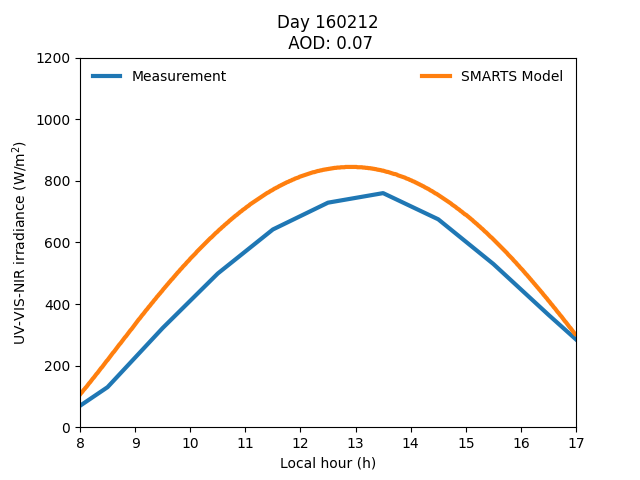 Day 160212
AOD: 0.07
Measurement
SMARTS Model
UV-VIS-NIR irradiance (W/m²)
1200
1000
800
600
400
200
0
8 9 10 11 12 13 14 15 16 17
Local hour (h)